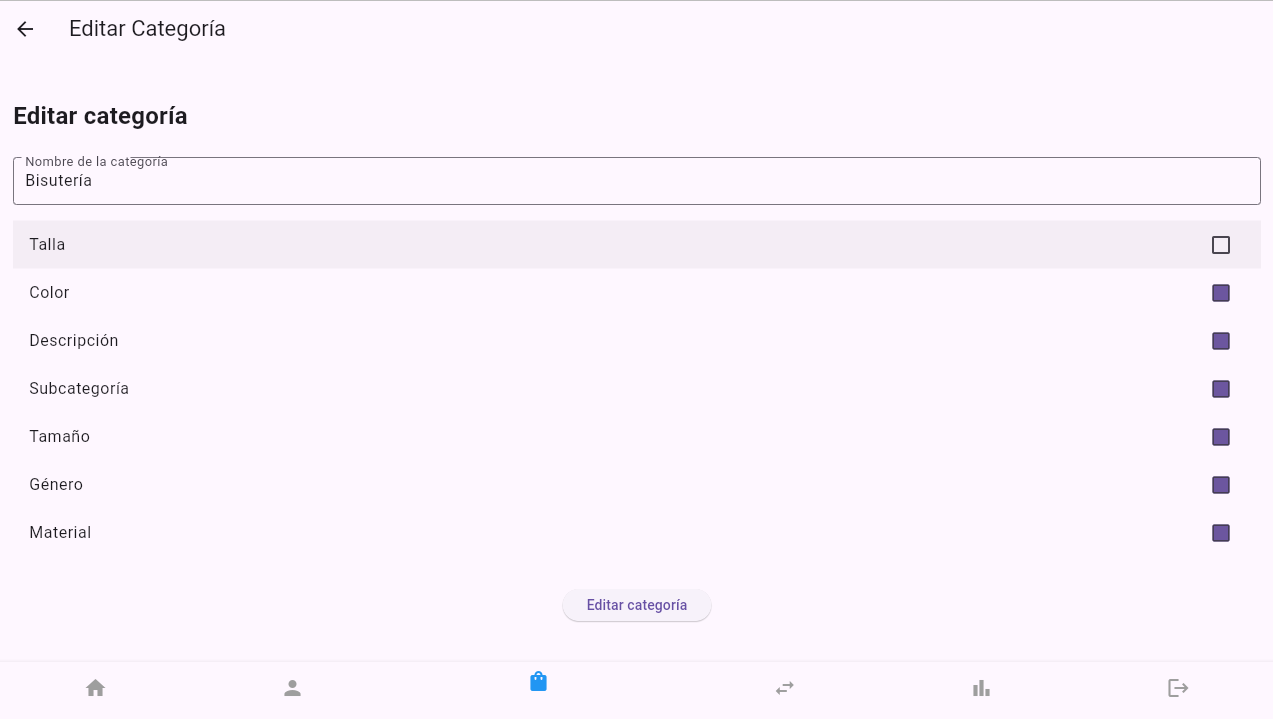 Editar Categoría
Editar categoría
Nombre de la categoría
Bisutería
Talla
Color
Descripción
Subcategoría
Tamaño
Género
Material
Editar categoría